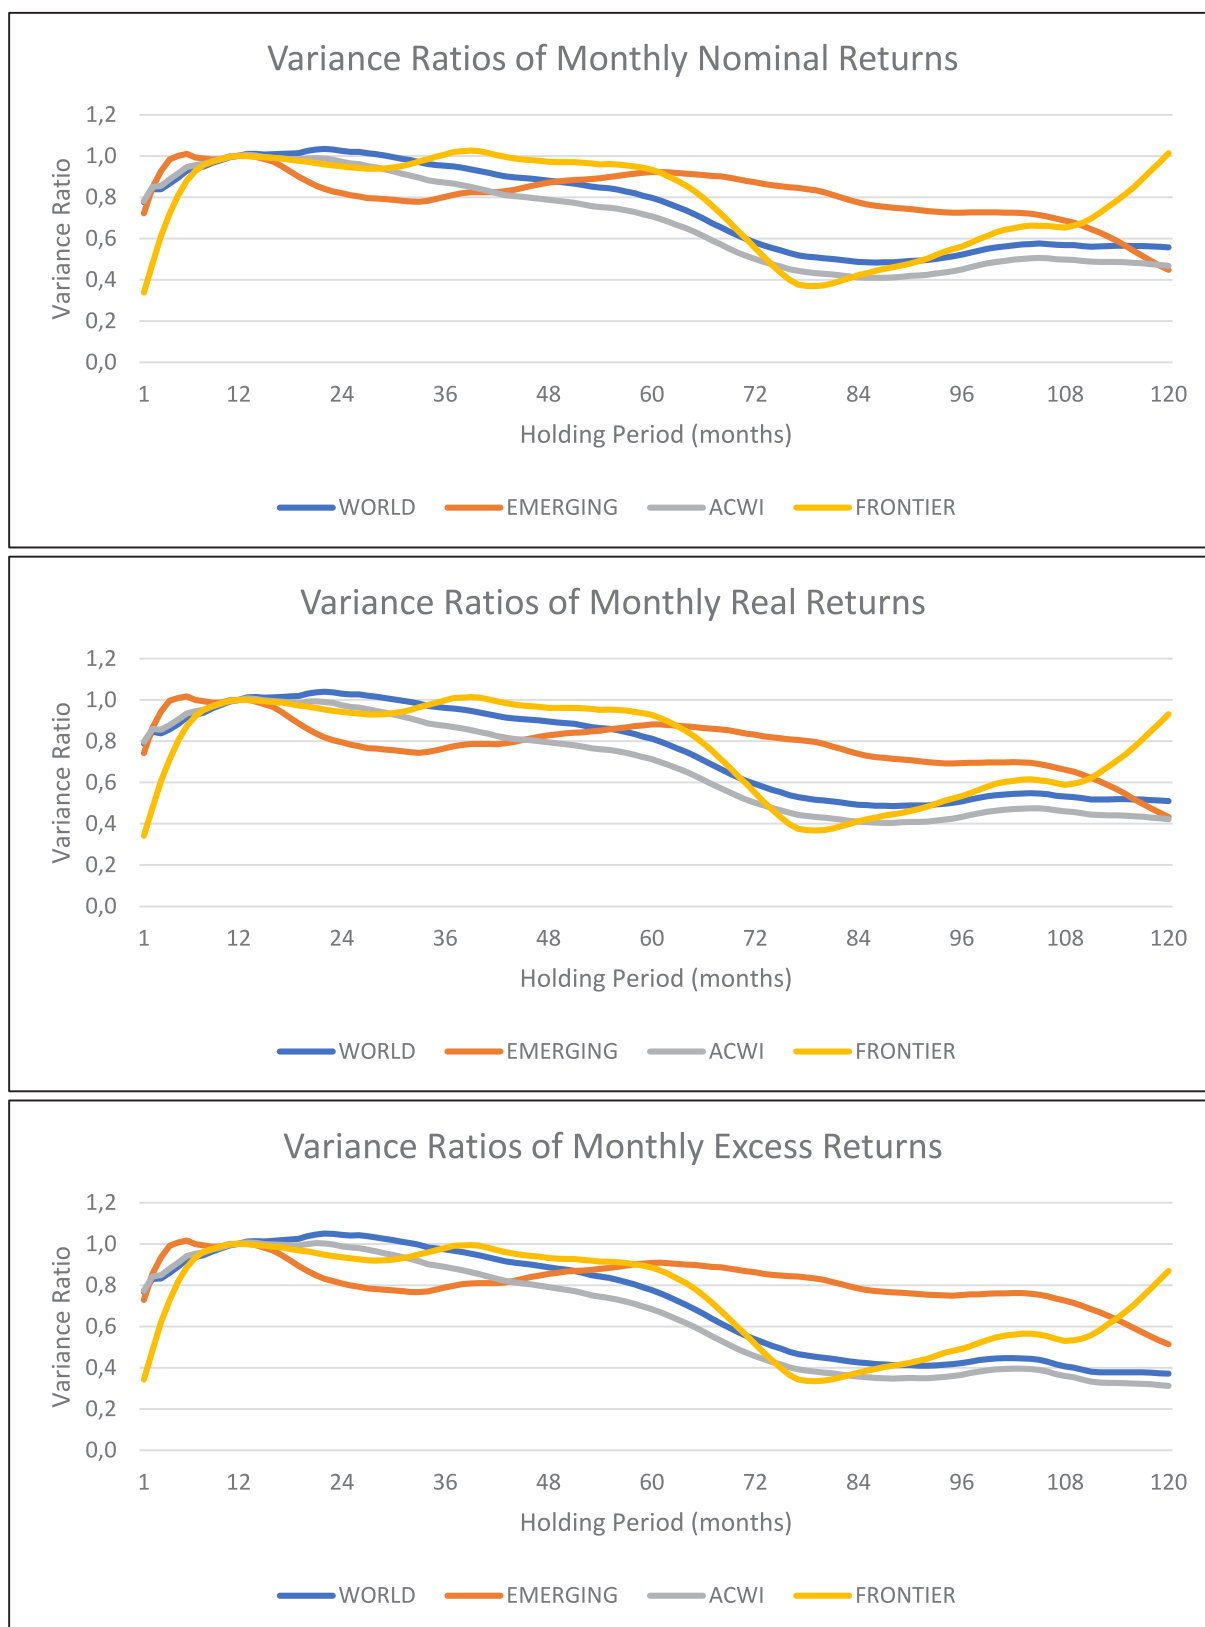 Variance Ratios of Monthly Nominal Returns
1,2
1,0
0,8
0,6
0,4
0,2
0,0
Variance Ratio
1 12 24 36 48 60 72 84 96 108 120
Holding Period (months)
WORLD EMERGING ACWI FRONTIER
Variance Ratios of Monthly Real Returns
1,2
1,0
0,8
0,6
0,4
0,2
0,0
Variance Ratio
1 12 24 36 48 60 72 84 96 108 120
Holding Period (months)
WORLD EMERGING ACWI FRONTIER
Variance Ratios of Monthly Excess Returns
1,2
1,0
0,8
0,6
0,4
0,2
0,0
Variance Ratio
1 12 24 36 48 60 72 84 96 108 120
Holding Period (months)
WORLD EMERGING ACWI FRONTIER